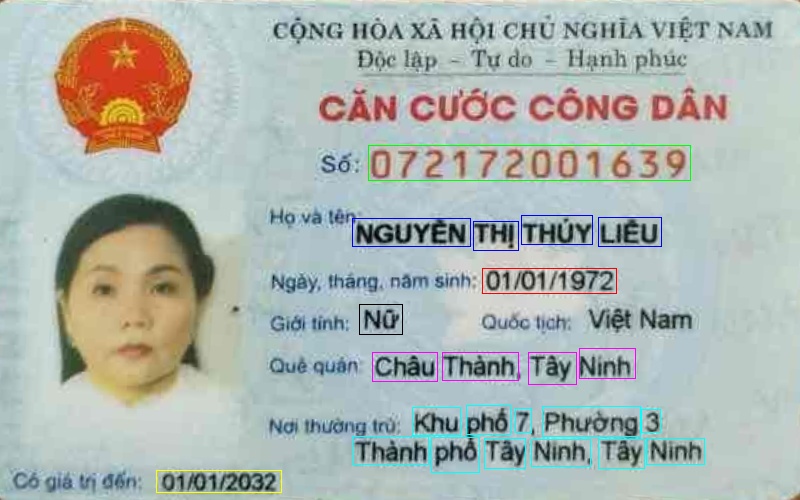 CỘNG HÒA XÃ HỘI CHỦ NGHĨA VIỆT NAM
Độc lập - Tự do - Hạnh phúc
CĂN CƯỚC CÔNG DÂN
Số: 072172001639
Họ và tên: NGUYỄN THỊ THÚY LIỄU
Ngày, tháng, năm sinh: 01/01/1972
Giới tính: Nữ Quốc tịch: Việt Nam
Quê quán: Châu Thành, Tây Ninh
Nơi thường trú: Khu phố 7, Phường 3
Thành phố Tây Ninh, Tây Ninh
Có giá trị đến: 01/01/2032